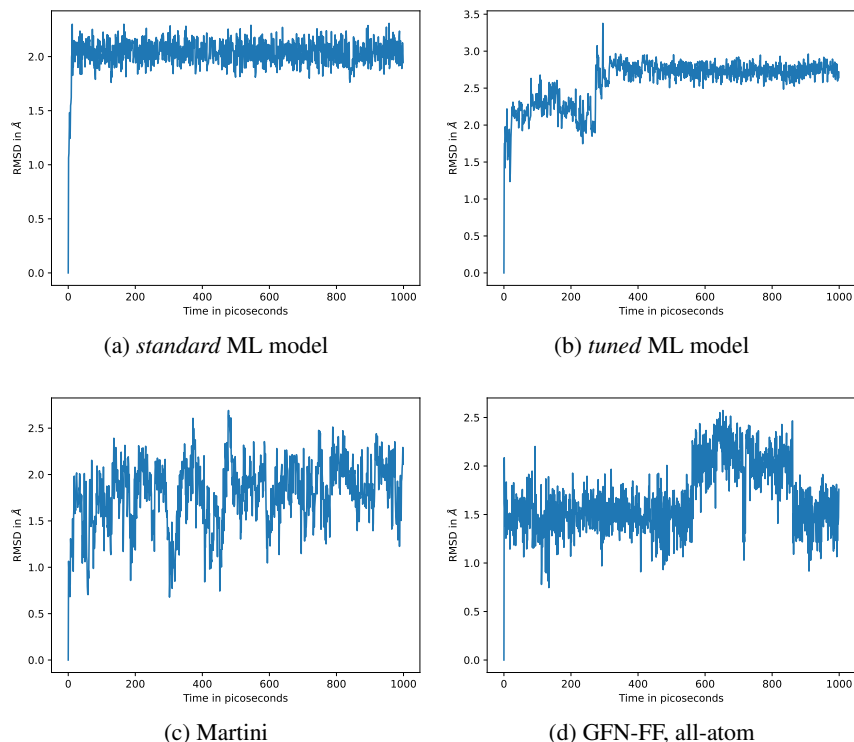 2.0
1.5
1.0
0.5
0.0
RMSD in Å
0 200 400 600 800 1000
Time in picoseconds
(a) standard ML model
3.5
3.0
2.5
2.0
1.5
1.0
0.5
0.0
RMSD in Å
0 200 400 600 800 1000
Time in picoseconds
(b) tuned ML model
2.5
2.0
1.5
1.0
0.5
0.0
RMSD in Å
0 200 400 600 800 1000
Time in picoseconds
(c) Martini
2.5
2.0
1.5
1.0
0.5
0.0
RMSD in Å
0 200 400 600 800 1000
Time in picoseconds
(d) GFN-FF, all-atom